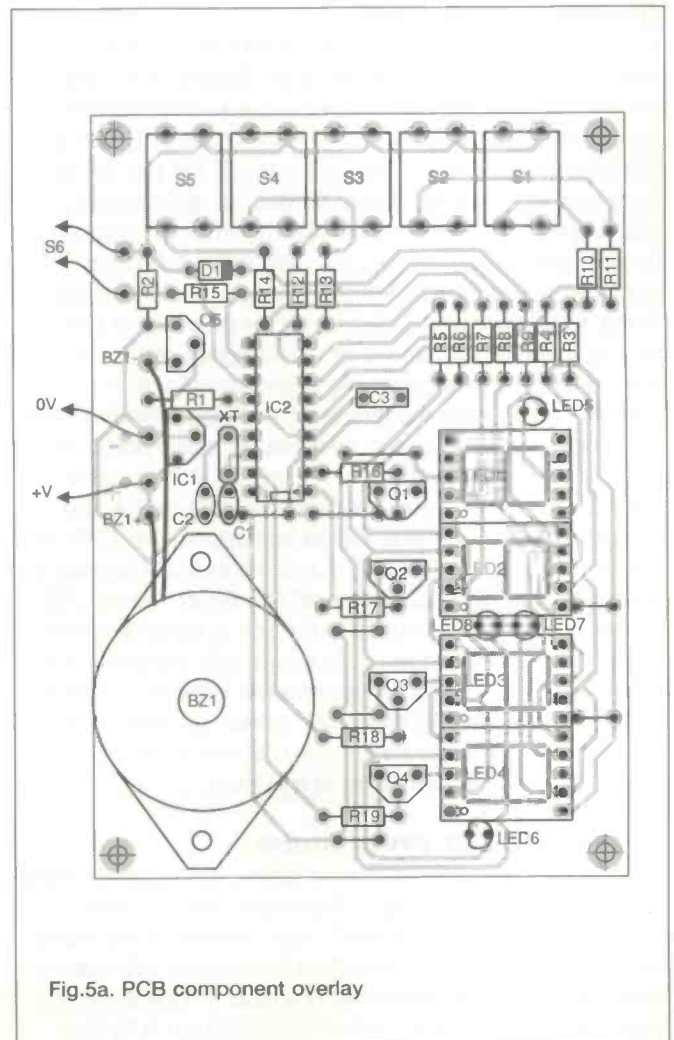 S5 S4 S3 S2 S1
S6
R2
D1
R15
R14
R12
R13
R10
R11
Q5
BZ1
R5
R6
R7
R8
R9
R4
R3
0V
R1
XT
IC2
C3
LED5
IC1
R16
+V
BZ1
C2
C1
Q1
Q2
LED2
R17
LED8
LED7
BZ1
Q3
LED3
R18
Q4
LED4
R19
LED6
Fig.5a. PCB component overlay